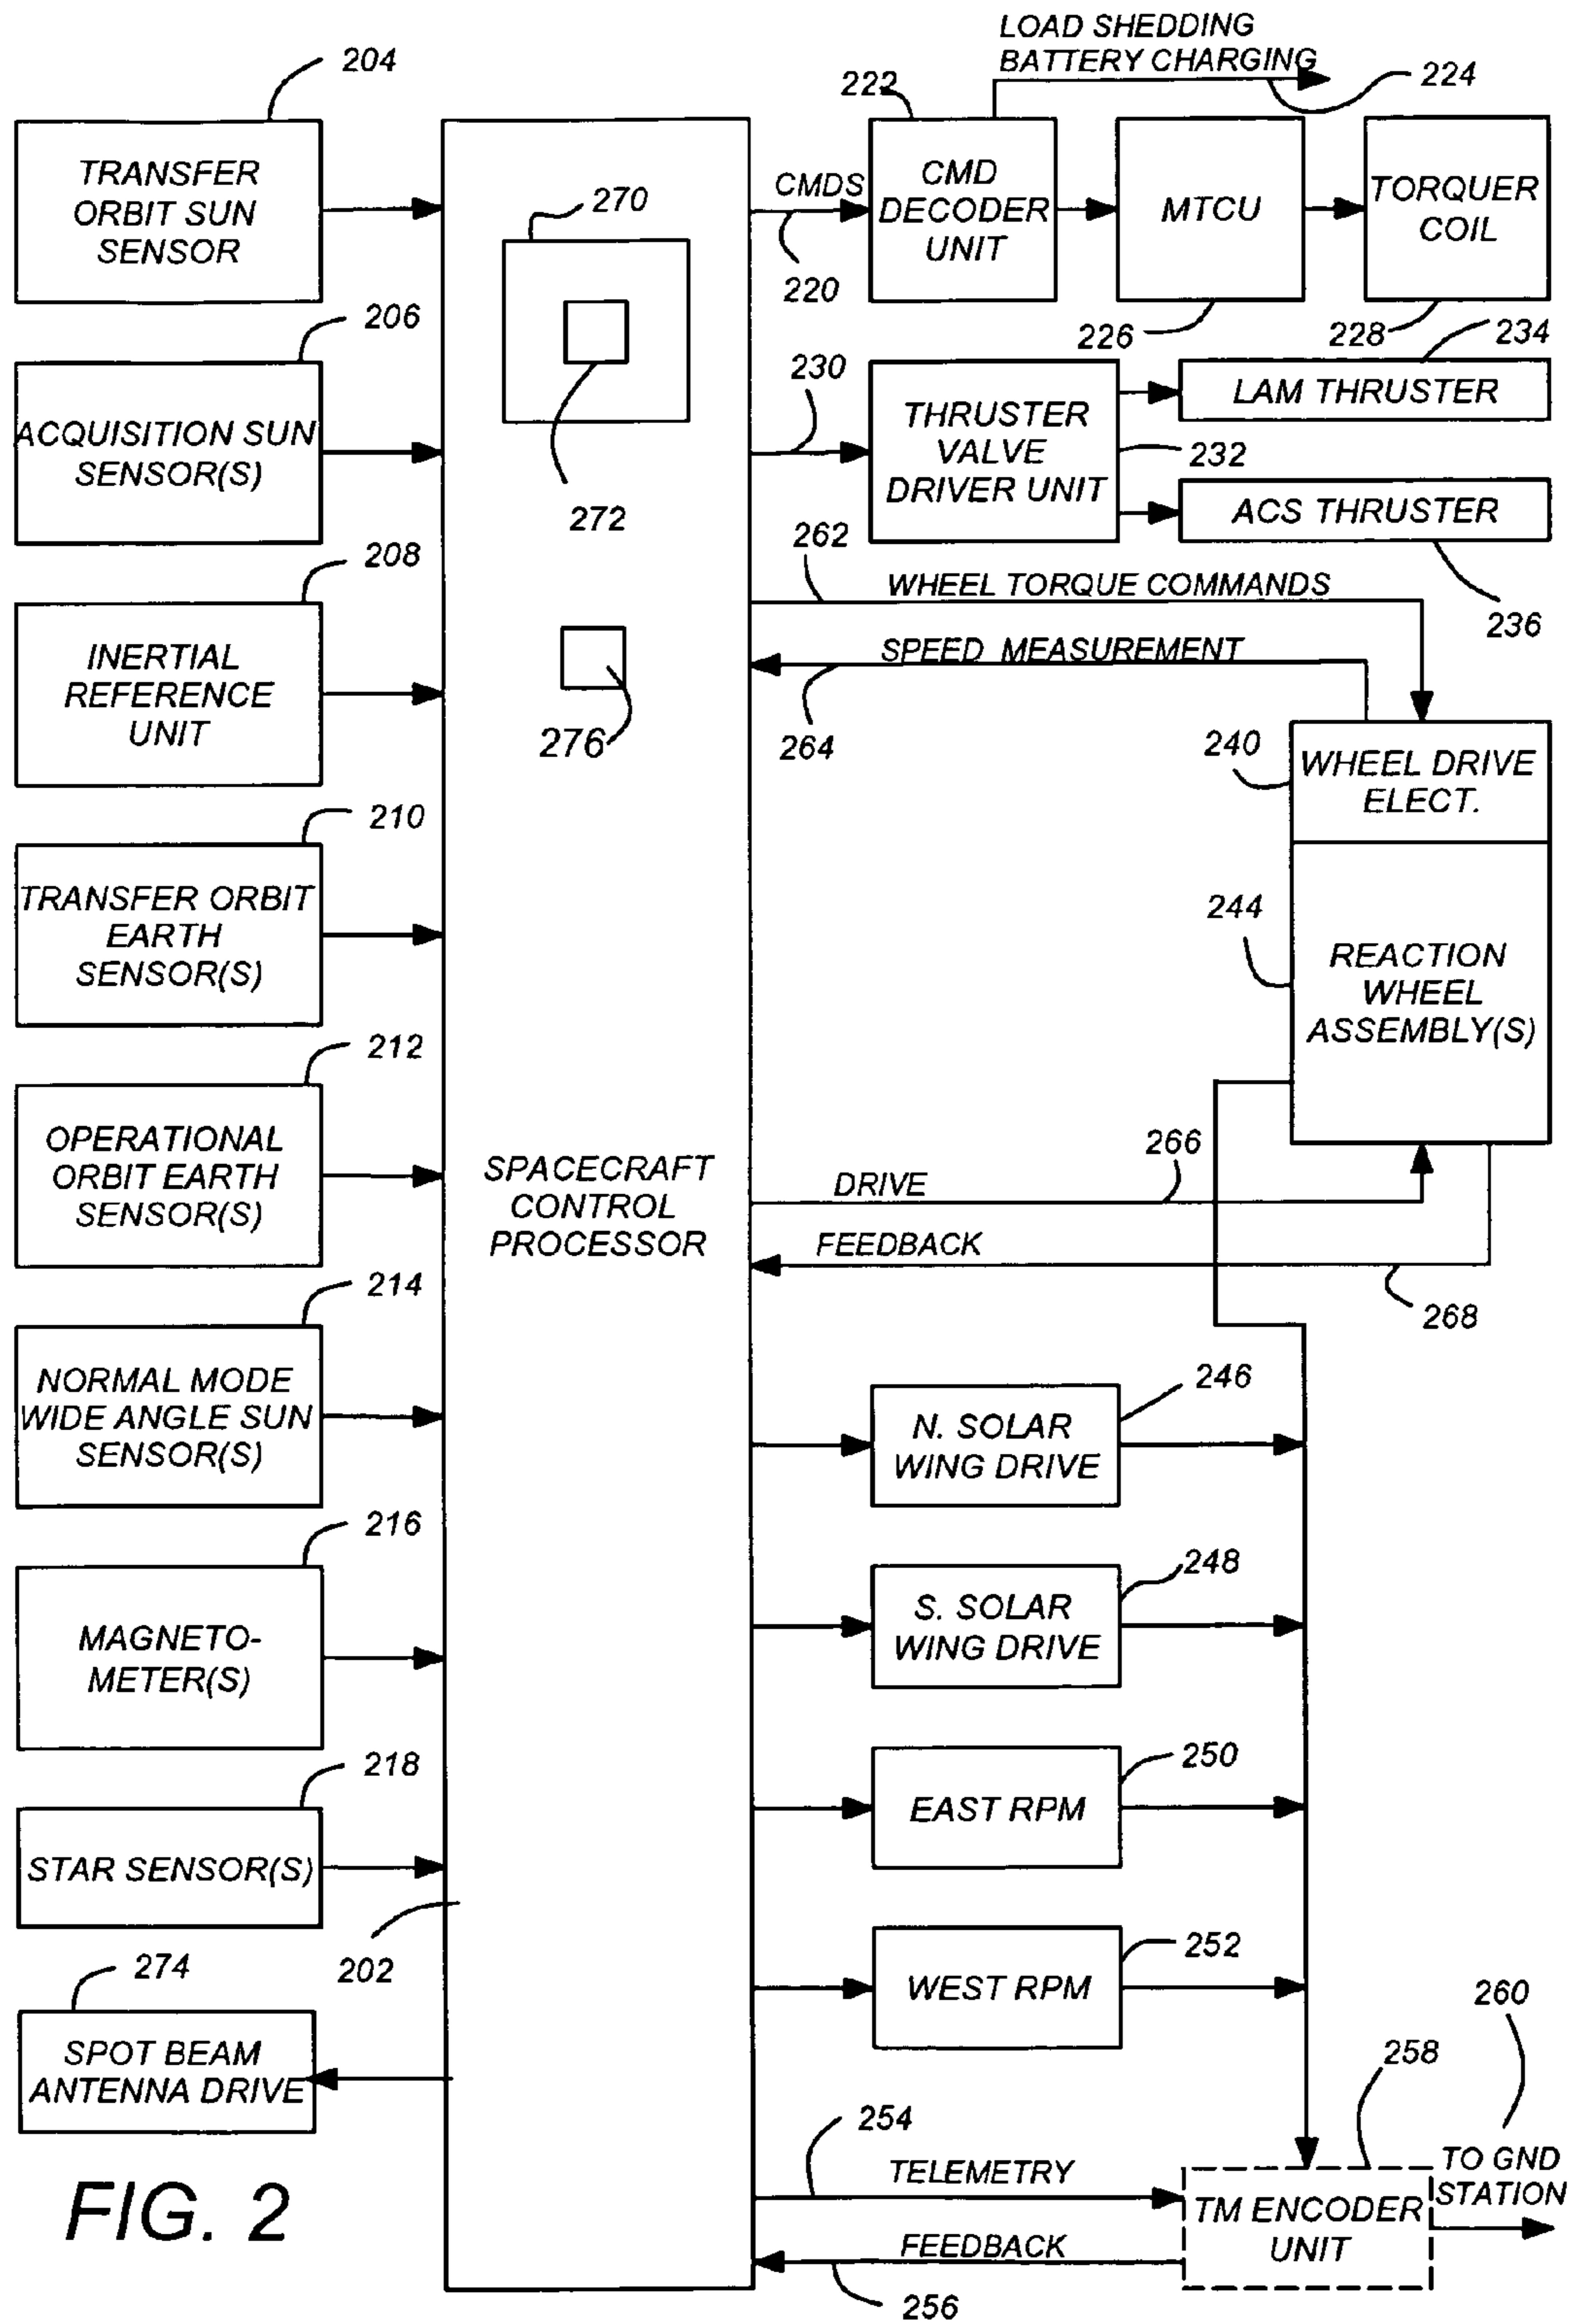 LOAD SHEDDING
BATTERY CHARGING
204
222
224
TRANSFER
ORBIT SUN
SENSOR
270
CMDS
CMD
DECODER
UNIT
MTCU
TORQUER
COIL
220
206
226
228
234
ACQUISITION SUN
SENSOR(S)
272
230
THRUSTER
VALVE
DRIVER UNIT
232
LAM THRUSTER
ACS THRUSTER
236
208
262
WHEEL TORQUE COMMANDS
INERTIAL
REFERENCE
UNIT
276
SPEED MEASUREMENT
264
240
WHEEL DRIVE
ELECT.
210
TRANSFER ORBIT
EARTH
SENSOR(S)
244
REACTION
WHEEL
ASSEMBLY(S)
212
OPERATIONAL
ORBIT EARTH
SENSOR(S)
SPACECRAFT
CONTROL
PROCESSOR
266
DRIVE
FEEDBACK
268
214
NORMAL MODE
WIDE ANGLE SUN
SENSOR(S)
246
N. SOLAR
WING DRIVE
216
MAGNETO-
METER(S)
248
S. SOLAR
WING DRIVE
218
STAR SENSOR(S)
250
EAST RPM
202
252
WEST RPM
274
SPOT BEAM
ANTENNA DRIVE
260
258
254
TELEMETRY
TM ENCODER
UNIT
TO GND
STATION
FEEDBACK
256
FIG. 2